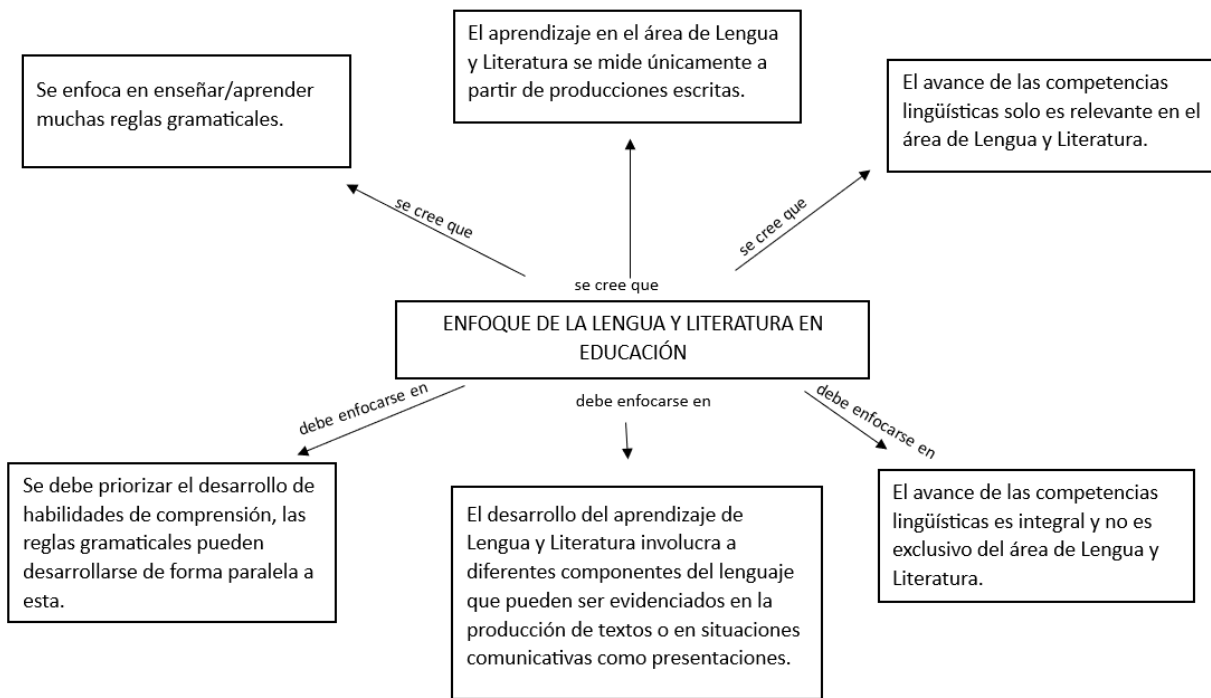 Se enfoca en enseñar/aprender
muchas reglas gramaticales.
El aprendizaje en el área de Lengua
y Literatura se mide únicamente a
partir de producciones escritas.
El avance de las competencias
lingüísticas solo es relevante en el
área de Lengua y Literatura.
se cree que
se cree que
se cree que
ENFOQUE DE LA LENGUA Y LITERATURA EN
EDUCACIÓN
debe enfocarse en
debe enfocarse en
debe enfocarse en
Se debe priorizar el desarrollo de
habilidades de comprensión, las
reglas gramaticales pueden
desarrollarse de forma paralela a
esta.
El desarrollo del aprendizaje de
Lengua y Literatura involucra a
diferentes componentes del lenguaje
que pueden ser evidenciados en la
producción de textos o en situaciones
comunicativas como presentaciones.
El avance de las competencias
lingüísticas es integral y no es
exclusivo del área de Lengua y
Literatura.